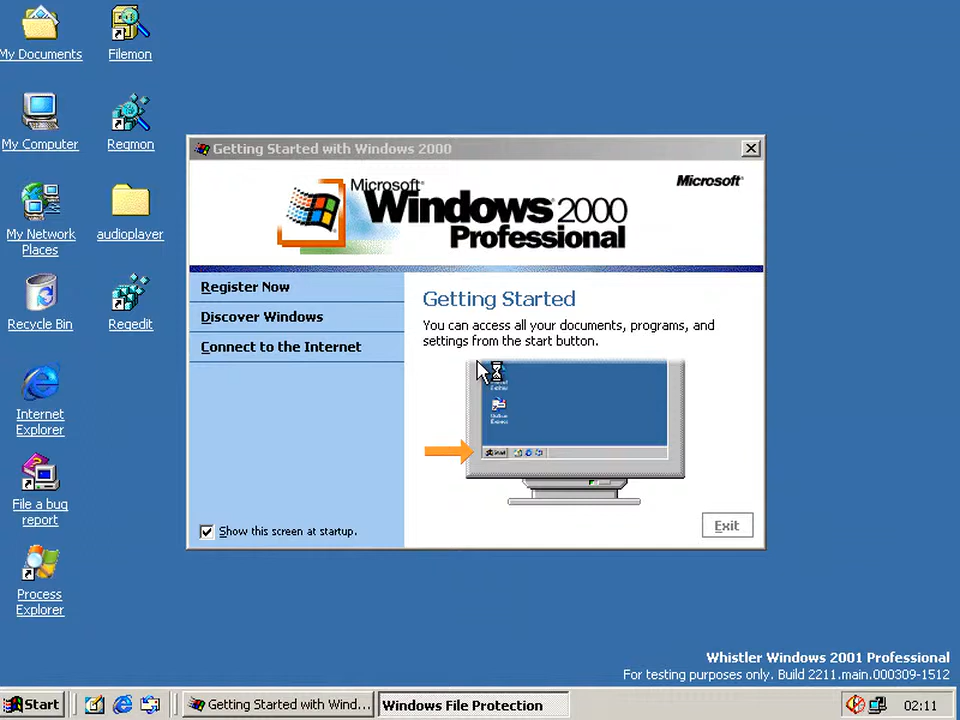 My Documents
Filemon
My Computer
Regmon
My Network
Places
audioplayer
Recycle Bin
Regedit
Internet
Explorer
File a bug
report
Process
Explorer
Getting Started with Windows 2000
Microsoft
Windows 2000
Professional
Microsoft
Register Now
Discover Windows
Connect to the Internet
Show this screen at startup.
Getting Started
You can access all your documents, programs, and
settings from the start button.
Start
Exit
Whistler Windows 2001 Professional
For testing purposes only. Build 2211.main.000309-1512
Start
Getting Started with Wind...
Windows File Protection
02:11